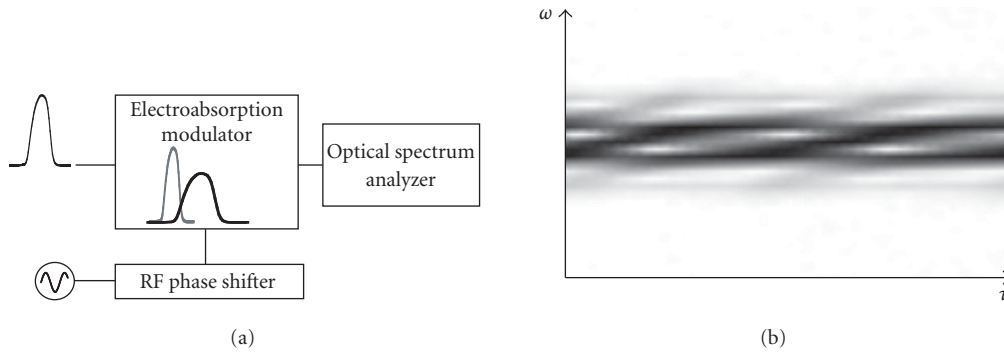 Electroabsorption
modulator
Optical spectrum
analyzer
RF phase shifter
(a)
ω
τ
(b)